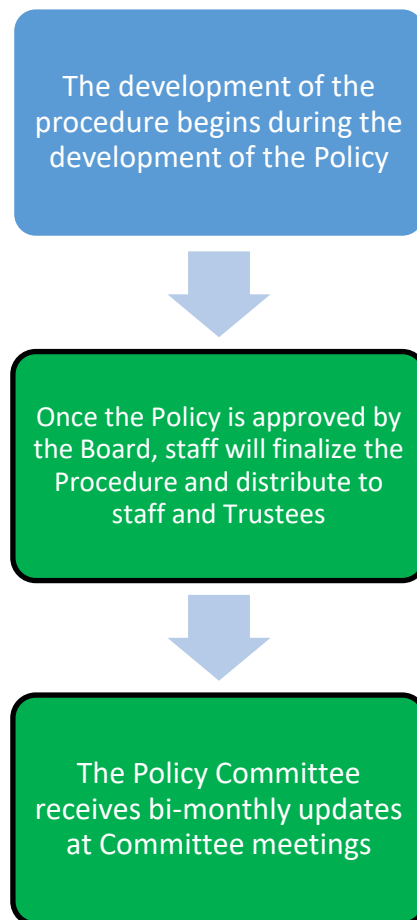 The development of the
procedure begins during the
development of the Policy
Once the Policy is approved by
the Board, staff will finalize the
Procedure and distribute to
staff and Trustees
The Policy Committee
receives bi-monthly updates
at Committee meetings